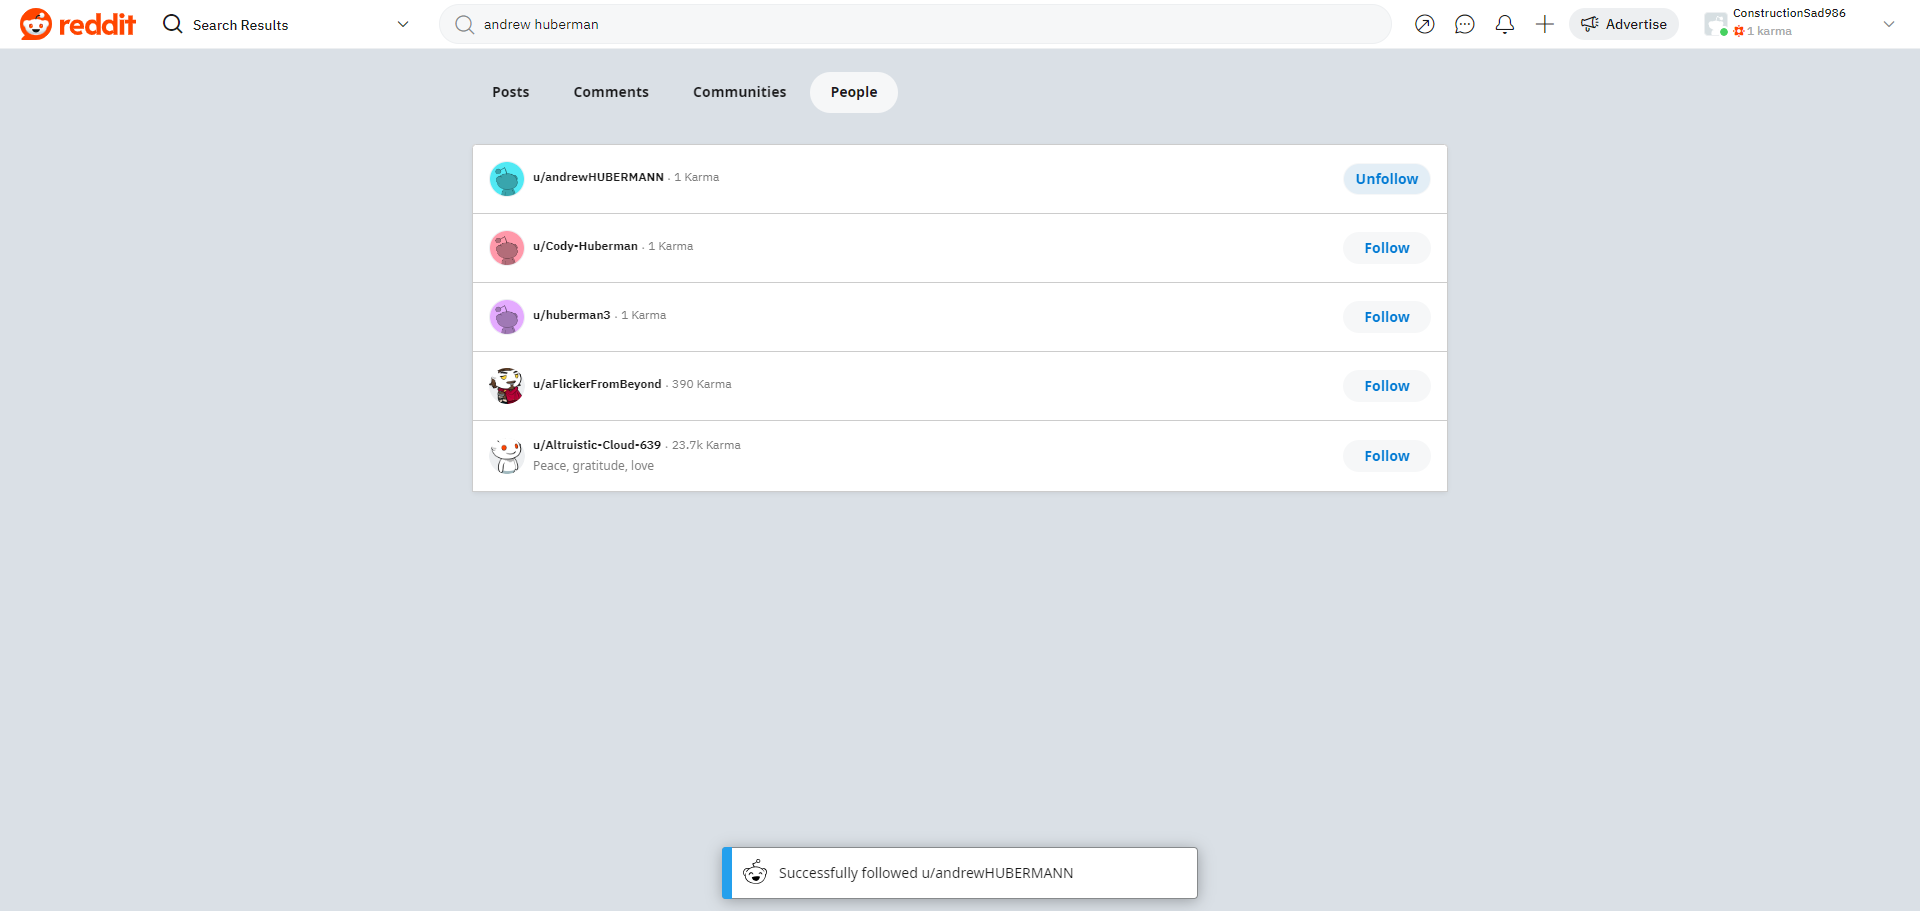 reddit
Search Results
andrew huberman
Advertise
ConstructionSad986
1 karma
Posts
Comments
Communities
People
u/andrewHUBERMANN · 1 Karma
Unfollow
u/Cody-Huberman · 1 Karma
Follow
u/huberman3 · 1 Karma
Follow
u/aFlickerFromBeyond · 390 Karma
Follow
u/Altruistic-Cloud-639 · 23.7k Karma
Peace, gratitude, love
Follow
Successfully followed u/andrewHUBERMANN